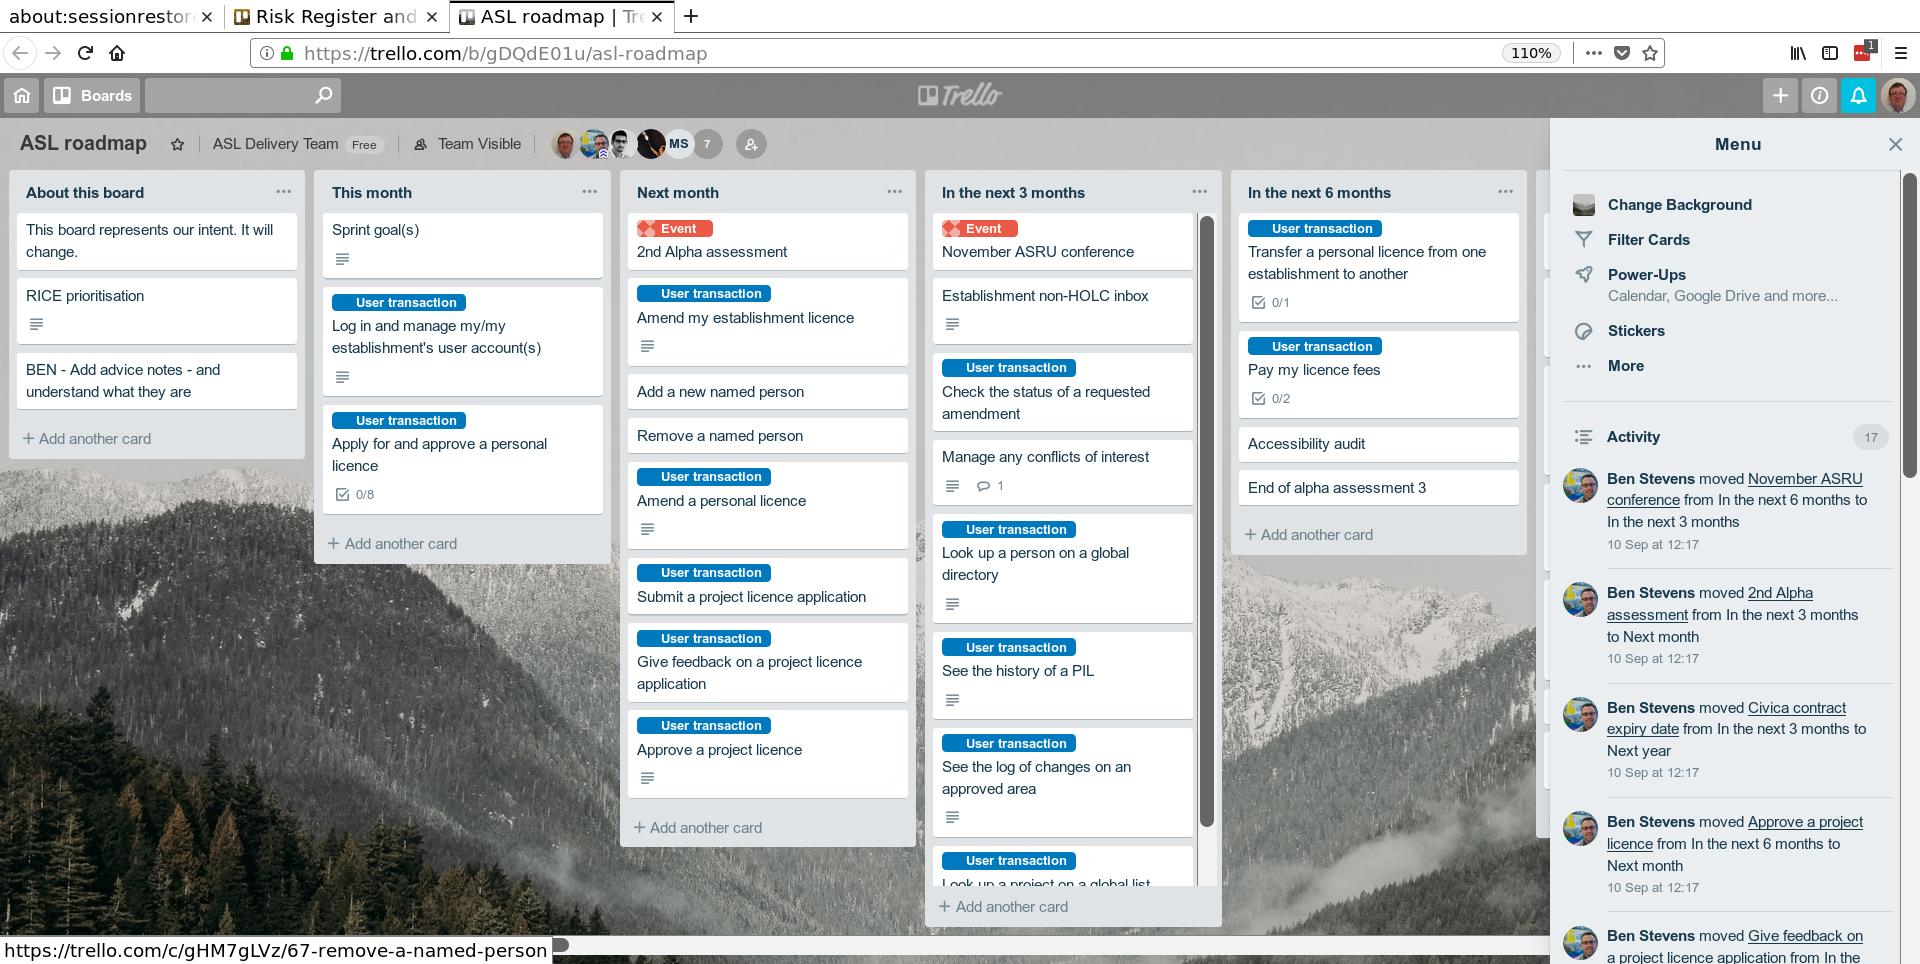 about:sessionrestor
Risk Register and
ASL roadmap | Tre
https://trello.com/b/gDQdE01u/asl-roadmap
110%
1
Boards
Trello
ASL roadmap
ASL Delivery Team
Free
Team Visible
MS
7
About this board
This board represents our intent. It will
change.
RICE prioritisation
BEN - Add advice notes - and
understand what they are
+ Add another card
This month
Sprint goal(s)
User transaction
Log in and manage my/my
establishment's user account(s)
User transaction
Apply for and approve a personal
licence
0/8
+ Add another card
Next month
Event
2nd Alpha assessment
User transaction
Amend my establishment licence
Add a new named person
Remove a named person
User transaction
Amend a personal licence
User transaction
Submit a project licence application
User transaction
Give feedback on a project licence
application
User transaction
Approve a project licence
+ Add another card
In the next 3 months
Event
November ASRU conference
Establishment non-HOLC inbox
User transaction
Check the status of a requested
amendment
Manage any conflicts of interest
1
User transaction
Look up a person on a global
directory
User transaction
See the history of a PIL
User transaction
See the log of changes on an
approved area
User transaction
Look up a project on a global list
+ Add another card
In the next 6 months
User transaction
Transfer a personal licence from one
establishment to another
0/1
User transaction
Pay my licence fees
0/2
Accessibility audit
End of alpha assessment 3
+ Add another card
Menu
Change Background
Filter Cards
Power-Ups
Calendar, Google Drive and more...
Stickers
More
Activity
17
Ben Stevens moved November ASRU
conference from In the next 6 months to
In the next 3 months
10 Sep at 12:17
Ben Stevens moved 2nd Alpha
assessment from In the next 3 months
to Next month
10 Sep at 12:17
Ben Stevens moved Civica contract
expiry date from In the next 3 months to
Next year
10 Sep at 12:17
Ben Stevens moved Approve a project
licence from In the next 6 months to
Next month
10 Sep at 12:17
Ben Stevens moved Give feedback on
a project licence application from In the
https://trello.com/c/gHM7gLVz/67-remove-a-named-person